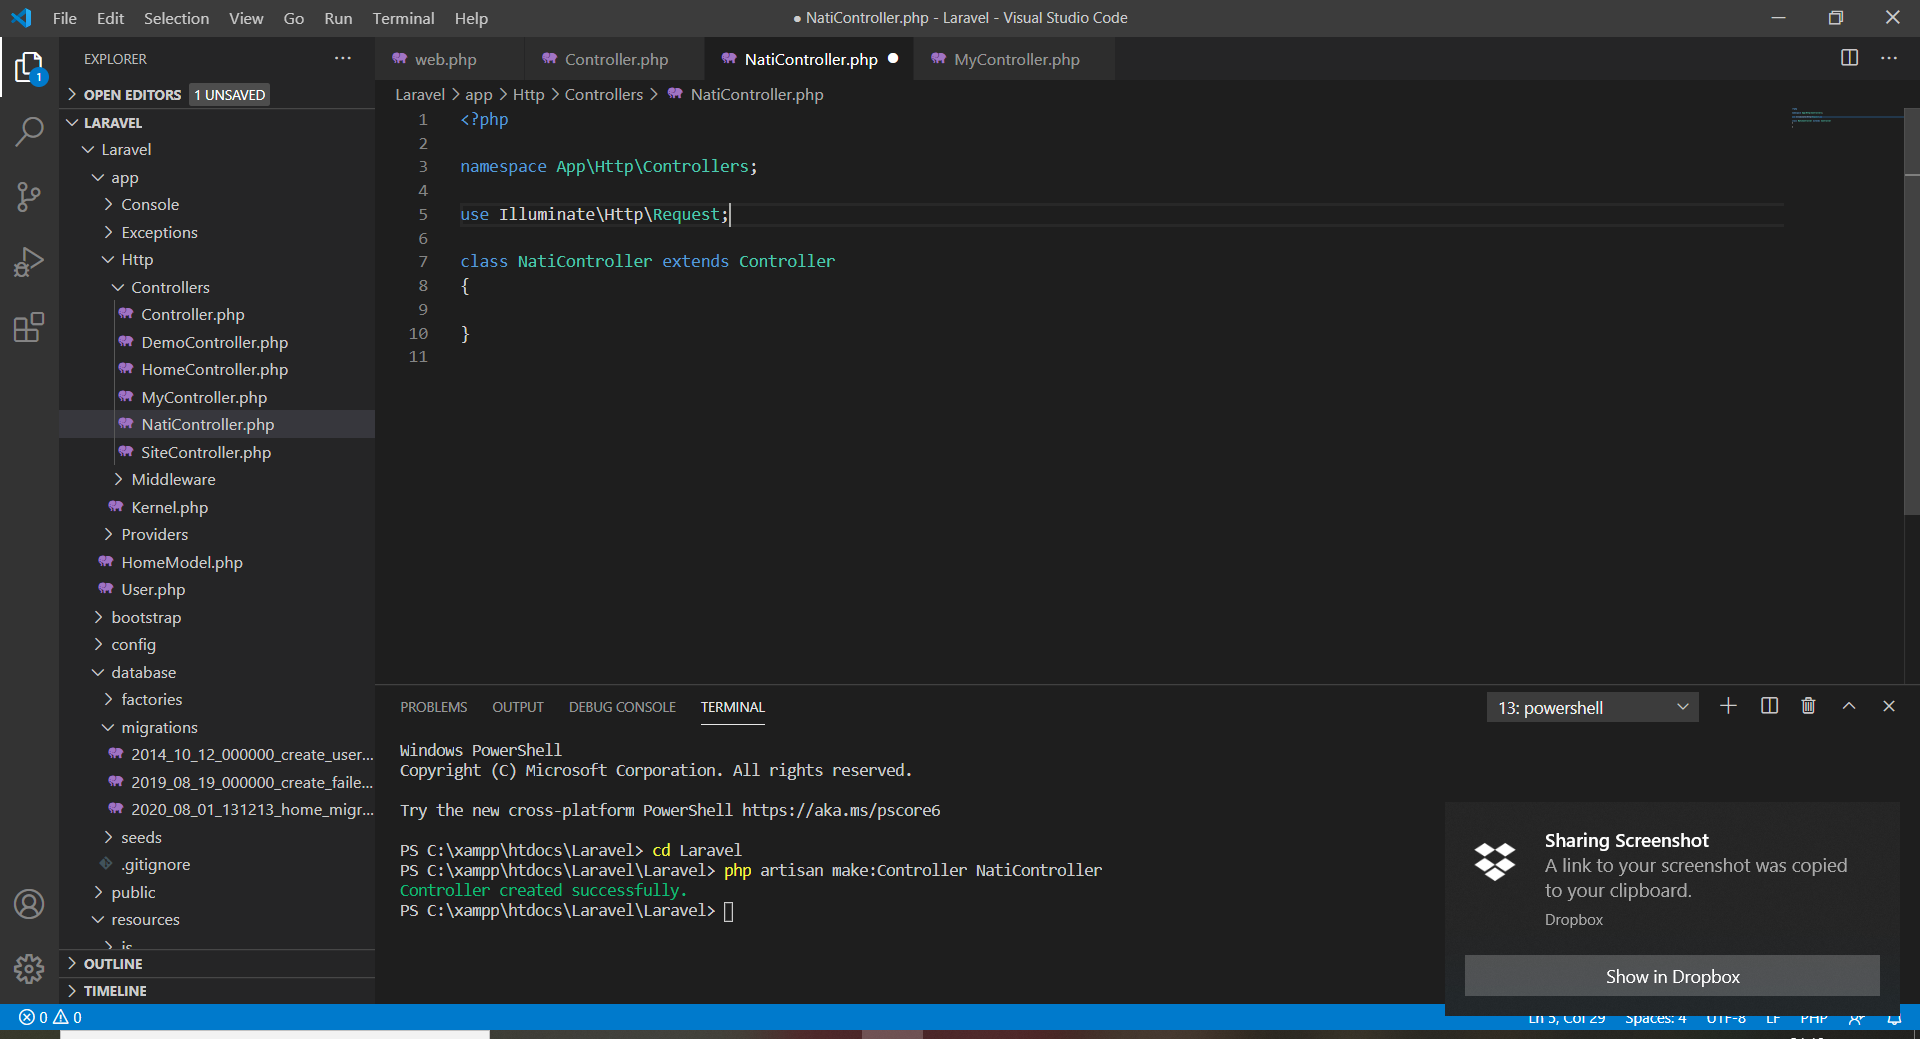 File Edit Selection View Go Run Terminal Help
● NatiController.php - Laravel - Visual Studio Code
1
EXPLORER
OPEN EDITORS 1 UNSAVED
LARAVEL
Laravel
app
Console
Exceptions
Http
Controllers
Controller.php
DemoController.php
HomeController.php
MyController.php
NatiController.php
SiteController.php
Middleware
Kernel.php
Providers
HomeModel.php
User.php
bootstrap
config
database
factories
migrations
2014_10_12_000000_create_user...
2019_08_19_000000_create_faile...
2020_08_01_131213_home_migr...
seeds
.gitignore
public
resources
js
OUTLINE
TIMELINE
web.php Controller.php NatiController.php MyController.php
Laravel > app > Http > Controllers > NatiController.php
1 <?php
2
3 namespace App\Http\Controllers;
4
5 use Illuminate\Http\Request;
6
7 class NatiController extends Controller
8 {
9
10 }
11
PROBLEMS OUTPUT DEBUG CONSOLE TERMINAL
13: powershell
Windows PowerShell
Copyright (C) Microsoft Corporation. All rights reserved.
Try the new cross-platform PowerShell https://aka.ms/pscore6
PS C:\xampp\htdocs\Laravel> cd Laravel
PS C:\xampp\htdocs\Laravel\Laravel> php artisan make:Controller NatiController
Controller created successfully.
PS C:\xampp\htdocs\Laravel\Laravel>
Sharing Screenshot
A link to your screenshot was copied
to your clipboard.
Dropbox
Show in Dropbox
0 0
Ln 5, Col 29 Spaces: 4 UTF-8 LF PHP